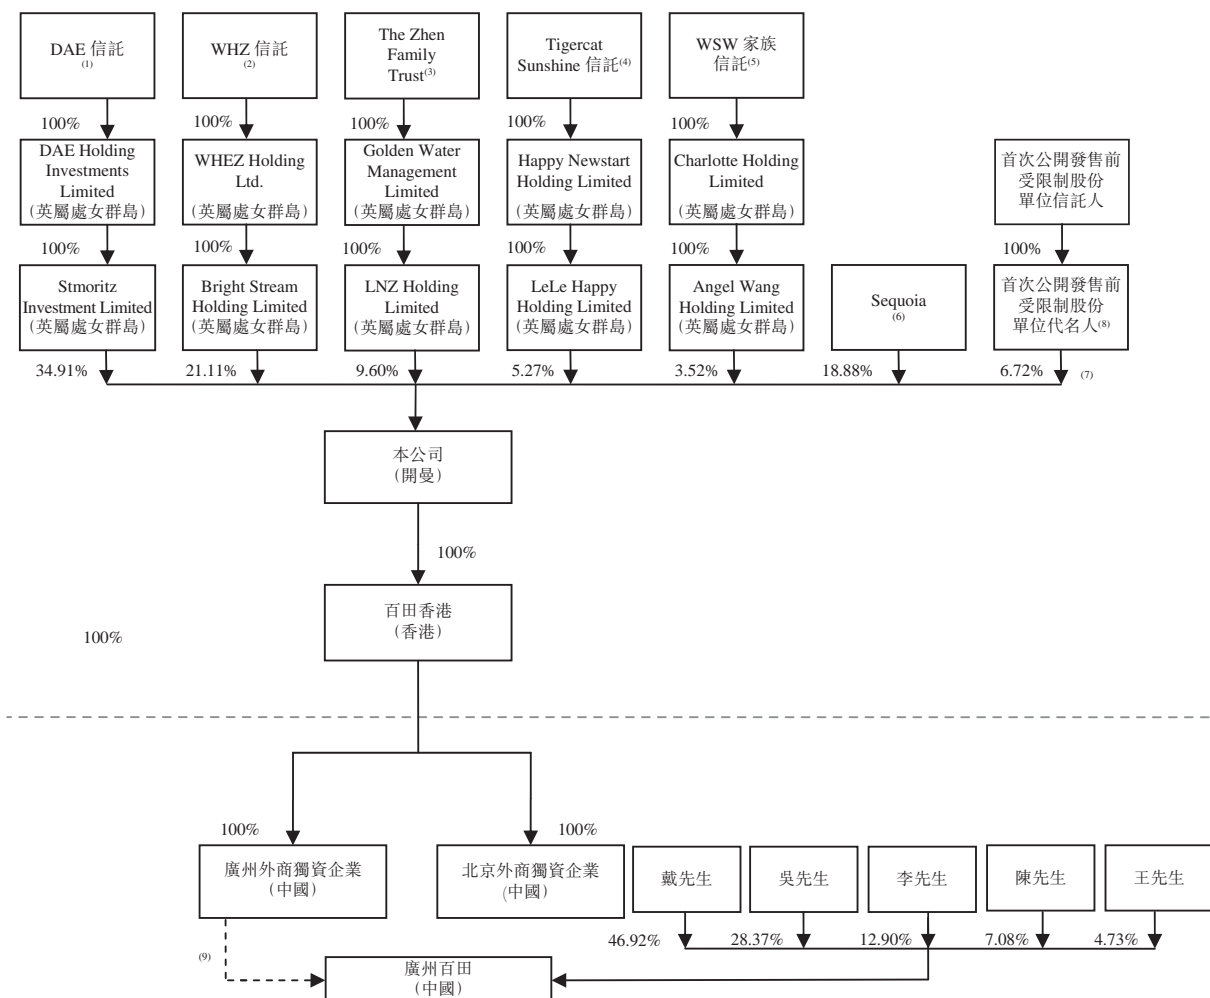 DAE 信託
(1)
WHZ 信託
(2)
The Zhen
Family
Trust(3)
Tigercat
Sunshine 信託(4)
WSW 家族
信託(5)
100%
100%
100%
100%
100%
DAE Holding
Investments
Limited
(英屬處女群島)
WHEZ Holding
Ltd.
(英屬處女群島)
Golden Water
Management
Limited
(英屬處女群島)
Happy Newstart
Holding Limited
(英屬處女群島)
Charlotte Holding
Limited
(英屬處女群島)
首次公開發售前
受限制股份
單位信託人
100%
100%
100%
100%
100%
100%
Stmoritz
Investment Limited
(英屬處女群島)
Bright Stream
Holding Limited
(英屬處女群島)
LNZ Holding
Limited
(英屬處女群島)
LeLe Happy
Holding Limited
(英屬處女群島)
Angel Wang
Holding Limited
(英屬處女群島)
Sequoia
(6)
首次公開發售前
受限制股份
單位代名人(8)
34.91%
21.11%
9.60%
5.27%
3.52%
18.88%
6.72%
(7)
本公司
(開曼)
100%
百田香港
(香港)
100%
100%
100%
廣州外商獨資企業
(中國)
北京外商獨資企業
(中國)
戴先生
吳先生
李先生
陳先生
王先生
46.92%
28.37%
12.90%
7.08%
4.73%
(9)
廣州百田
(中國)